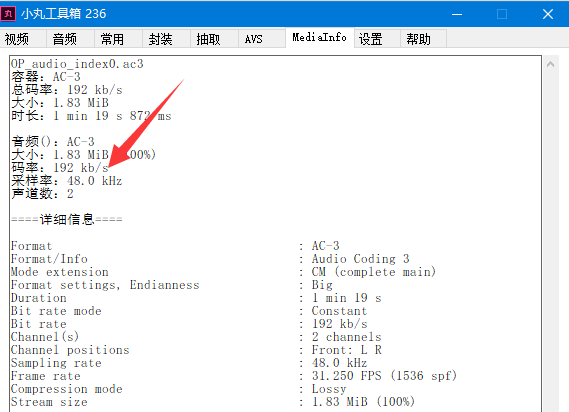 丸 小丸工具箱 236
视频 音频 常用 封装 抽取 AVS MediaInfo 设置 帮助
OP_audio_index0.ac3
容器: AC-3
总码率: 192 kb/s
大小: 1.83 MiB
时长: 1 min 19 s 872 ms
音频(): AC-3
大小: 1.83 MiB (100%)
码率: 192 kb/s
采样率: 48.0 kHz
声道数: 2
====详细信息====
Format : AC-3
Format/Info : Audio Coding 3
Mode extension : CM (complete main)
Format settings, Endianness : Big
Duration : 1 min 19 s
Bit rate mode : Constant
Bit rate : 192 kb/s
Channel(s) : 2 channels
Channel positions : Front: L R
Sampling rate : 48.0 kHz
Frame rate : 31.250 FPS (1536 spf)
Compression mode : Lossy
Stream size : 1.83 MiB (100%)